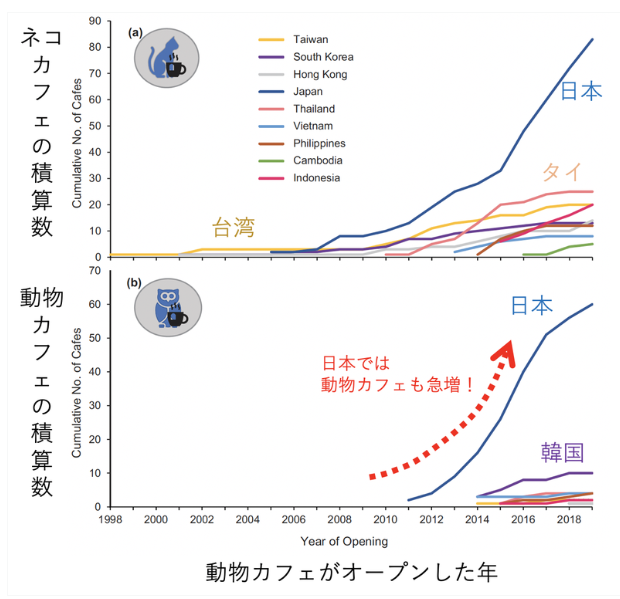 ネコカフェの積算数
(a)
Cumulative No. of Cafes
90
80
70
60
50
40
30
20
10
0
Taiwan
South Korea
Hong Kong
Japan
Thailand
Vietnam
Philippines
Cambodia
Indonesia
日本
タイ
台湾
動物カフェの積算数
(b)
Cumulative No. of Cafes
70
60
50
40
30
20
10
0
日本
日本では
動物カフェも急増！
韓国
1998 2000 2002 2004 2006 2008 2010 2012 2014 2016 2018
Year of Opening
動物カフェがオープンした年